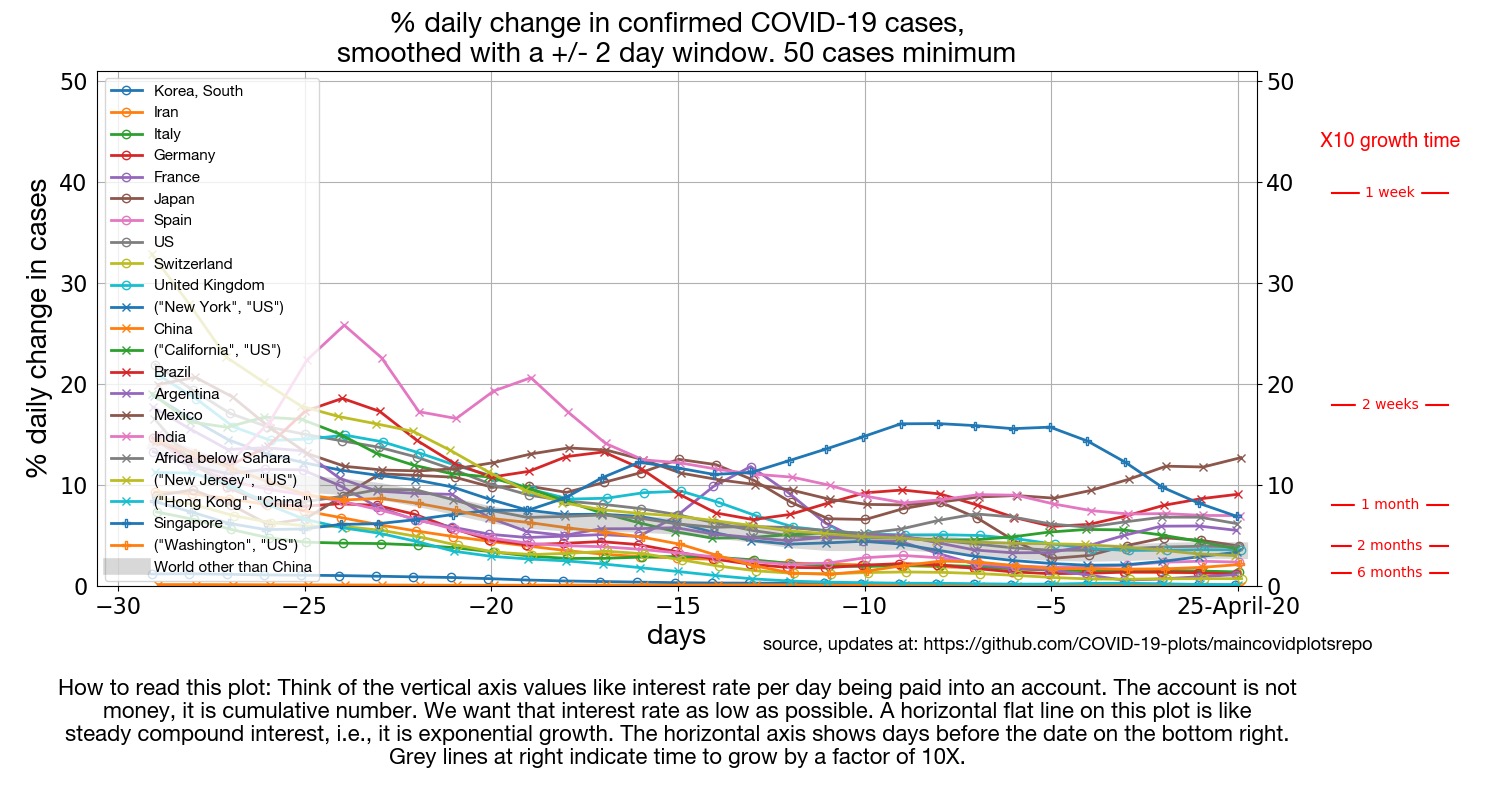 % daily change in confirmed COVID-19 cases,
smoothed with a +/- 2 day window. 50 cases minimum
% daily change in cases
50
40
30
20
10
0
Korea, South
Iran
Italy
Germany
France
Japan
Spain
US
Switzerland
United Kingdom
("New York", "US")
China
("California", "US")
Brazil
Argentina
Mexico
India
Africa below Sahara
("New Jersey", "US")
("Hong Kong", "China")
Singapore
("Washington", "US")
World other than China
50
40
30
20
10
0
X10 growth time
1 week
2 weeks
1 month
2 months
6 months
−30 −25 −20 −15 −10 −5 25-April-20
days
source, updates at: https://github.com/COVID-19-plots/maincovidplotsrepo
How to read this plot: Think of the vertical axis values like interest rate per day being paid into an account. The account is not
money, it is cumulative number. We want that interest rate as low as possible. A horizontal flat line on this plot is like
steady compound interest, i.e., it is exponential growth. The horizontal axis shows days before the date on the bottom right.
Grey lines at right indicate time to grow by a factor of 10X.